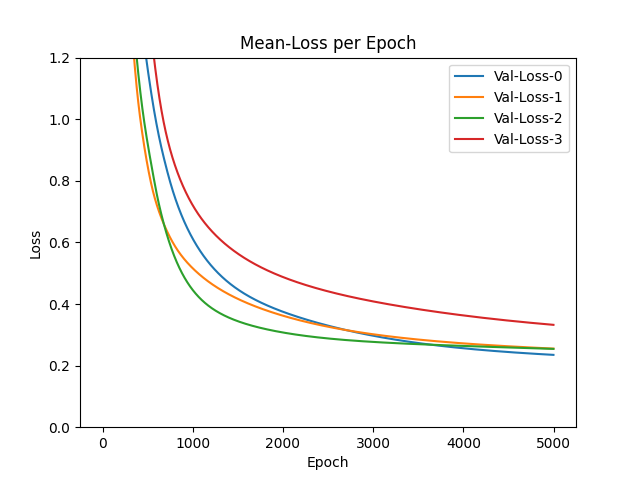 Mean-Loss per Epoch
1.2
1.0
0.8
0.6
0.4
0.2
0.0
Loss
Val-Loss-0
Val-Loss-1
Val-Loss-2
Val-Loss-3
0 1000 2000 3000 4000 5000
Epoch